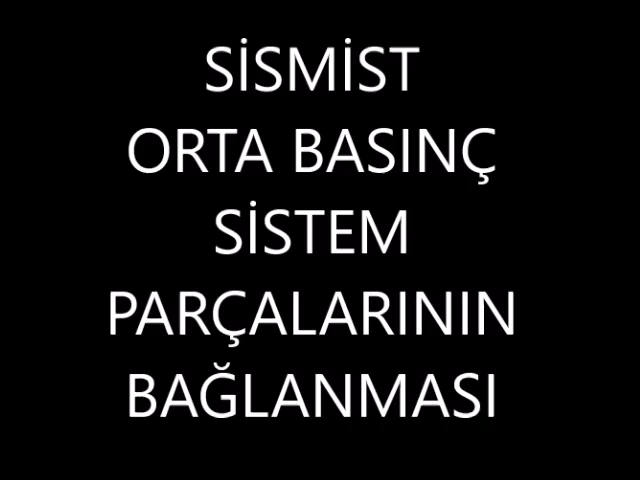 SİSMİST
ORTA BASINÇ
SİSTEM
PARÇALARININ
BAĞLANMASI